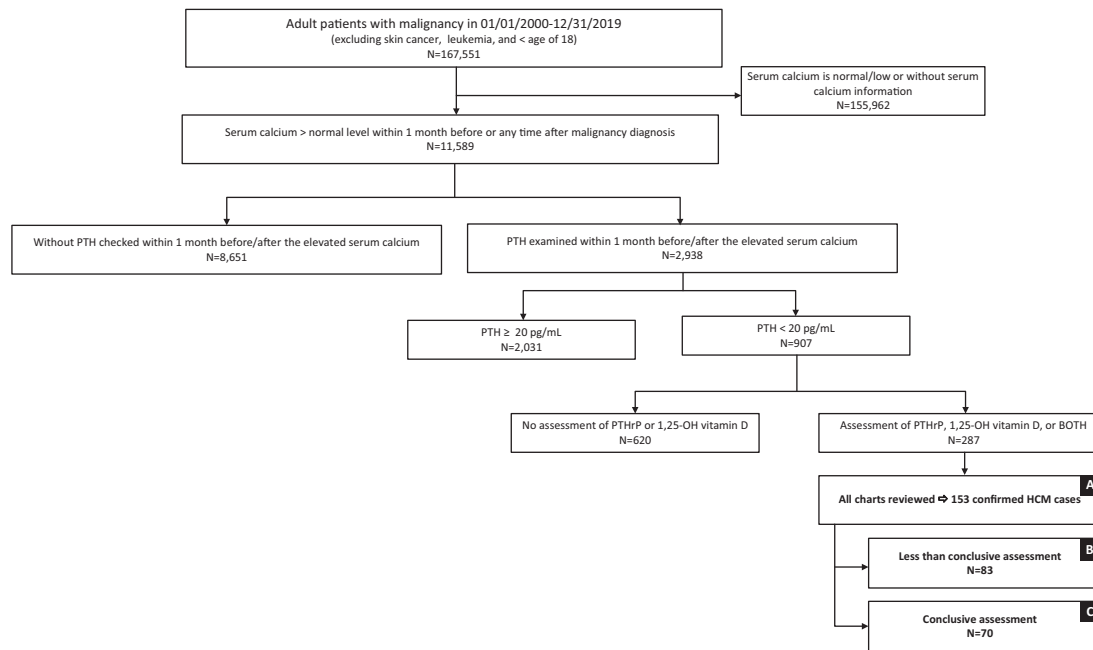 Adult patients with malignancy in 01/01/2000-12/31/2019
(excluding skin cancer, leukemia, and < age of 18)
N=167,551
Serum calcium is normal/low or without serum
calcium information
N=155,962
Serum calcium > normal level within 1 month before or any time after malignancy diagnosis
N=11,589
Without PTH checked within 1 month before/after the elevated serum calcium
N=8,651
PTH examined within 1 month before/after the elevated serum calcium
N=2,938
PTH ≥ 20 pg/mL
N=2,031
PTH < 20 pg/mL
N=907
No assessment of PTHrP or 1,25-OH vitamin D
N=620
Assessment of PTHrP, 1,25-OH vitamin D, or BOTH
N=287
A
All charts reviewed ⇨ 153 confirmed HCM cases
B
Less than conclusive assessment
N=83
C
Conclusive assessment
N=70